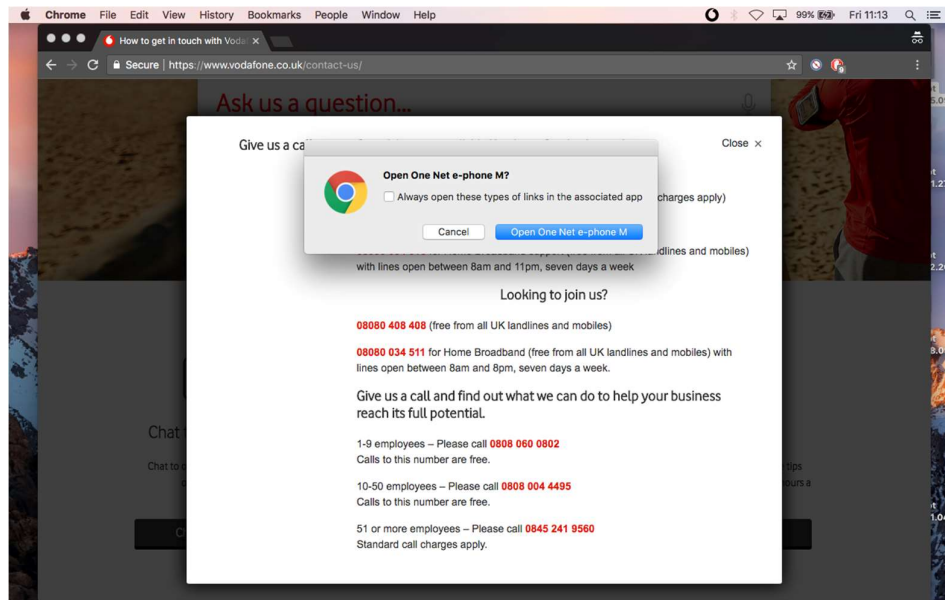 Chrome File Edit View History Bookmarks People Window Help 99% Fri 11:13
How to get in touch with Voda
Secure | https://www.vodafone.co.uk/contact-us/
Ask us a question...
Give us a ca
Close ×
Open One Net e-phone M?
Always open these types of links in the associated app
charges apply)
Cancel Open One Net e-phone M
with lines open between 8am and 11pm, seven days a week
Looking to join us?
08080 408 408 (free from all UK landlines and mobiles)
08080 034 511 for Home Broadband (free from all UK landlines and mobiles) with
lines open between 8am and 8pm, seven days a week.
Give us a call and find out what we can do to help your business
reach its full potential.
1-9 employees – Please call 0808 060 0802
Calls to this number are free.
Chat
Chat to
tips
10-50 employees – Please call 0808 004 4495
ours a
Calls to this number are free.
51 or more employees – Please call 0845 241 9560
Standard call charges apply.